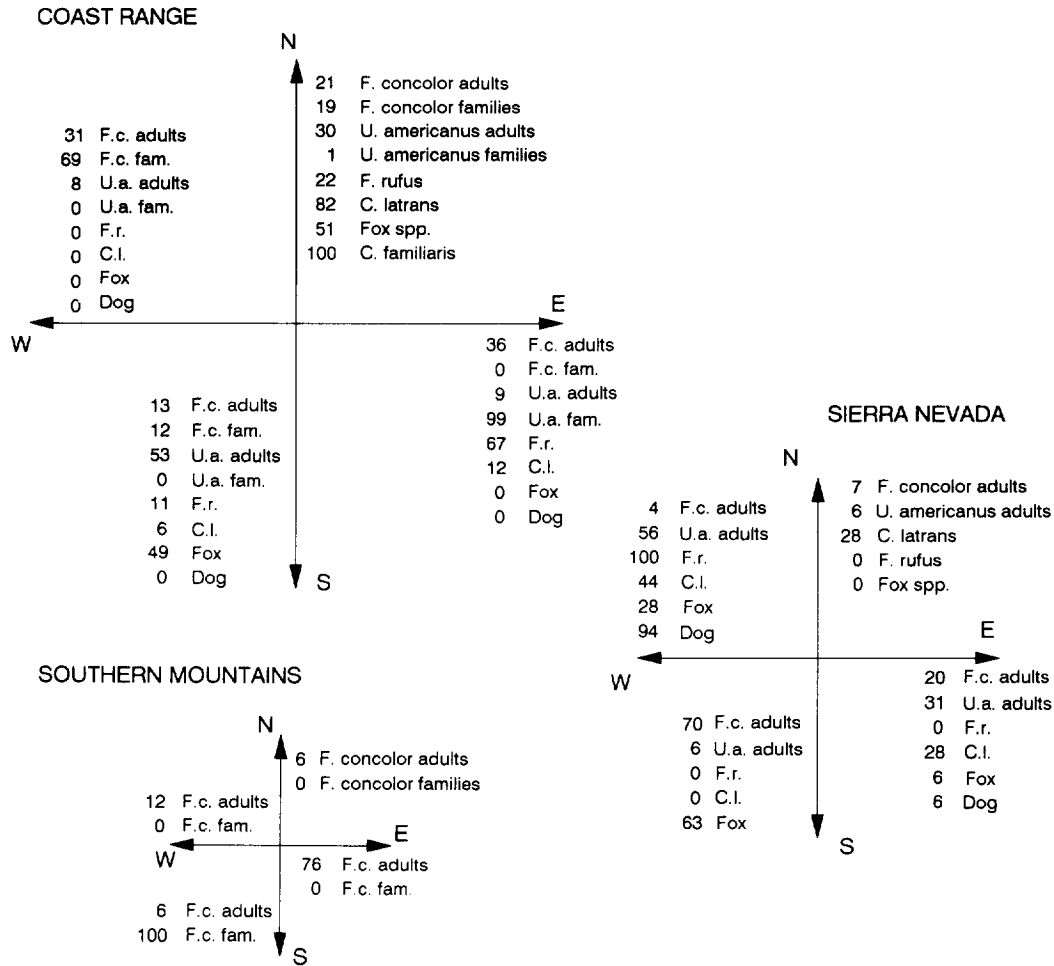 COAST RANGE
N
21 F. concolor adults
19 F. concolor families
30 U. americanus adults
1 U. americanus families
22 F. rufus
82 C. latrans
51 Fox spp.
100 C. familiaris
31 F.c. adults
69 F.c. fam.
8 U.a. adults
0 U.a. fam.
0 F.r.
0 C.l.
0 Fox
0 Dog
W
E
36 F.c. adults
0 F.c. fam.
9 U.a. adults
99 U.a. fam.
67 F.r.
12 C.l.
0 Fox
0 Dog
13 F.c. adults
12 F.c. fam.
53 U.a. adults
0 U.a. fam.
11 F.r.
6 C.l.
49 Fox
0 Dog
S
SIERRA NEVADA
N
7 F. concolor adults
6 U. americanus adults
28 C. latrans
0 F. rufus
0 Fox spp.
4 F.c. adults
56 U.a. adults
100 F.r.
44 C.l.
28 Fox
94 Dog
W
E
20 F.c. adults
31 U.a. adults
0 F.r.
28 C.l.
6 Fox
6 Dog
70 F.c. adults
6 U.a. adults
0 F.r.
0 C.l.
63 Fox
S
SOUTHERN MOUNTAINS
N
6 F. concolor adults
0 F. concolor families
12 F.c. adults
0 F.c. fam.
W
E
76 F.c. adults
0 F.c. fam.
6 F.c. adults
100 F.c. fam.
S